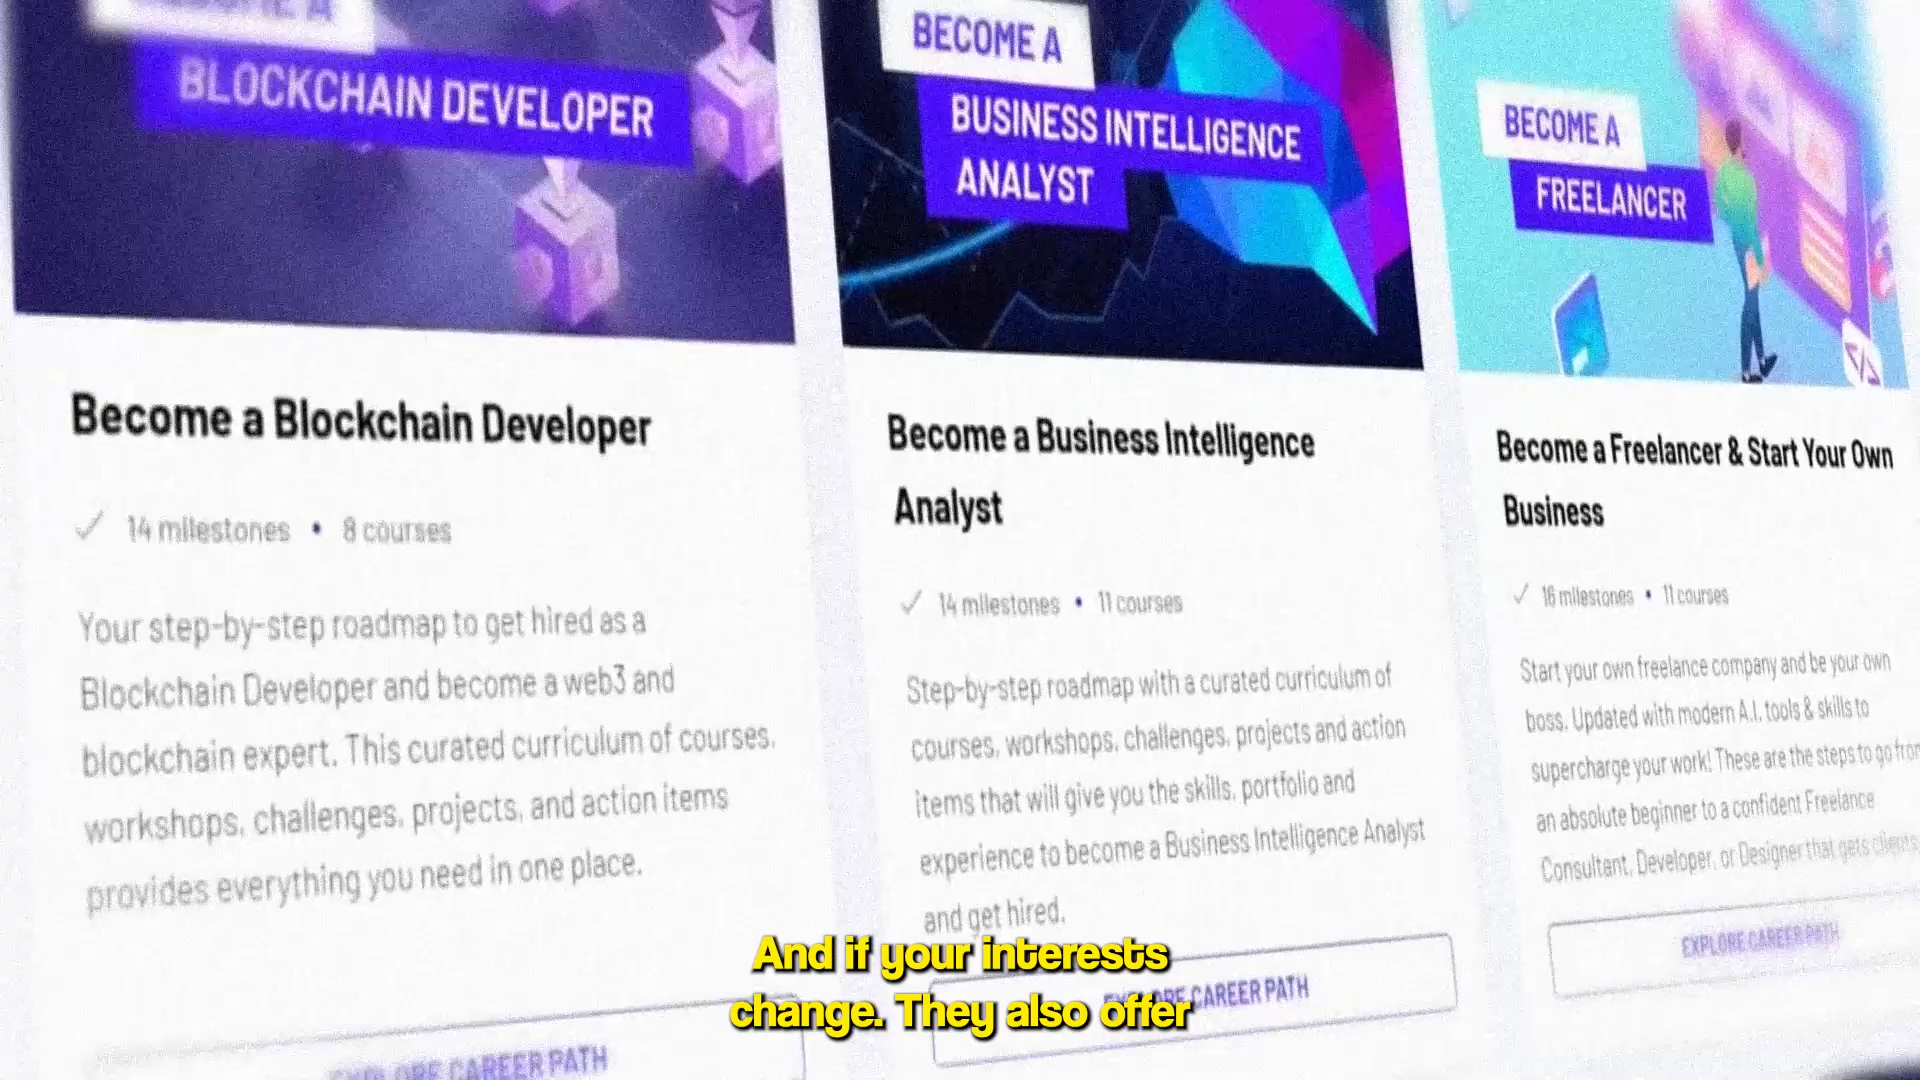 BLOCKCHAIN DEVELOPER
Become a Blockchain Developer
14 milestones • 8 courses
Your step-by-step roadmap to get hired as a
Blockchain Developer and become a web3 and
blockchain expert. This curated curriculum of courses,
workshops, challenges, projects, and action items
provides everything you need in one place.
EXPLORE CAREER PATH
BECOME A
BUSINESS INTELLIGENCE
ANALYST
Become a Business Intelligence
Analyst
14 milestones • 11 courses
Step-by-step roadmap with a curated curriculum of
courses, workshops, challenges, projects and action
items that will give you the skills, portfolio and
experience to become a Business Intelligence Analyst
and get hired.
EXPLORE CAREER PATH
BECOME A
FREELANCER
Become a Freelancer & Start Your Own
Business
16 milestones • 11 courses
Start your own freelance company and be your own
boss. Updated with modern A.I. tools & skills to
supercharge your work! These are the steps to go from
an absolute beginner to a confident Freelance
Consultant, Developer, or Designer that gets clients
EXPLORE CAREER PATH
And if your interests
change. They also offer